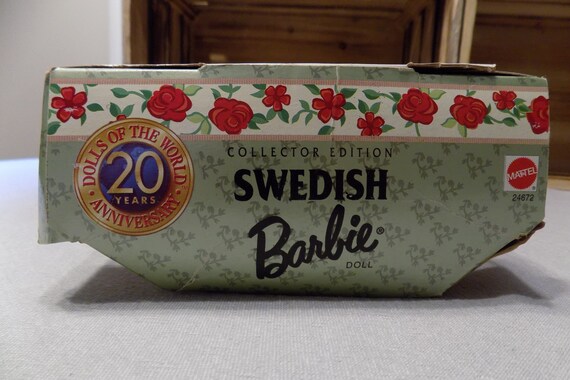 DOLLS OF THE WORLD
20
YEARS
ANNIVERSARY
COLLECTOR EDITION
SWEDISH
Barbie®
DOLL
MATTEL
24672